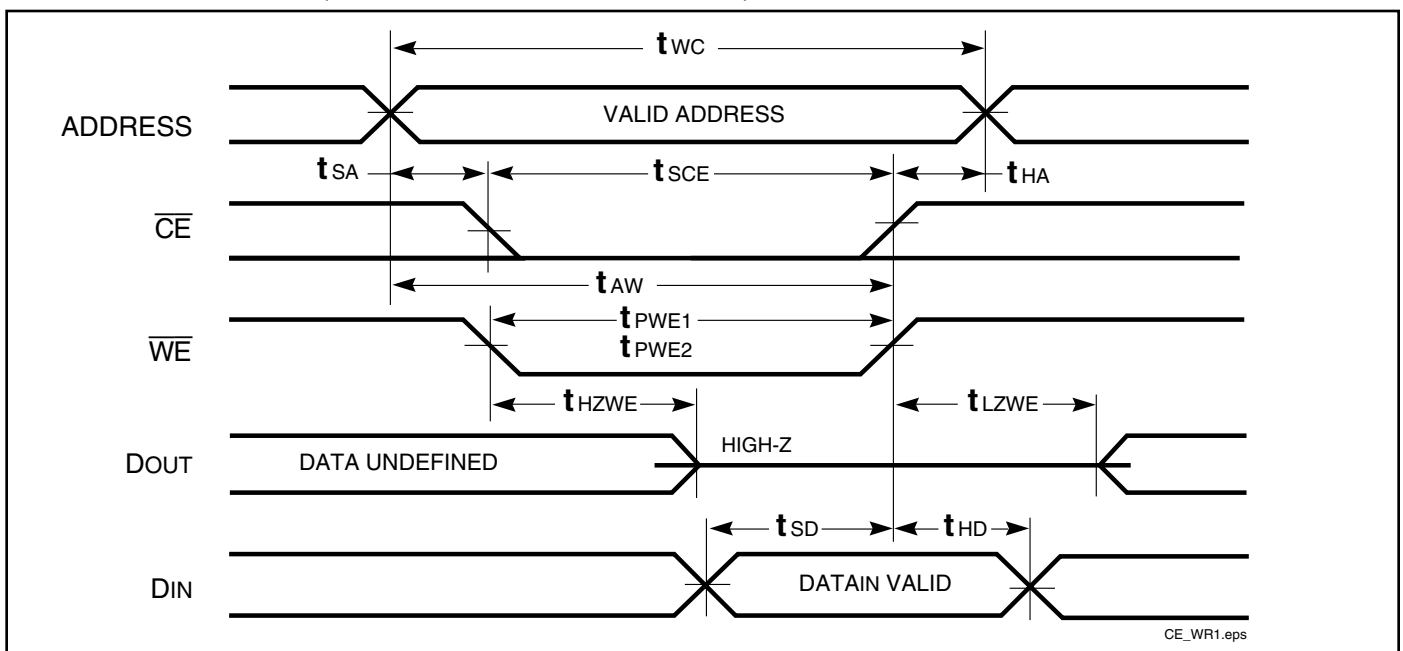 tWC
ADDRESS
VALID ADDRESS
tSA
tSCE
tHA
CE
tAW
tPWE1
WE
tPWE2
tHZWE
tLZWE
DOUT
DATA UNDEFINED
HIGH-Z
tSD
tHD
DIN
DATAIN VALID
CE_WR1.eps